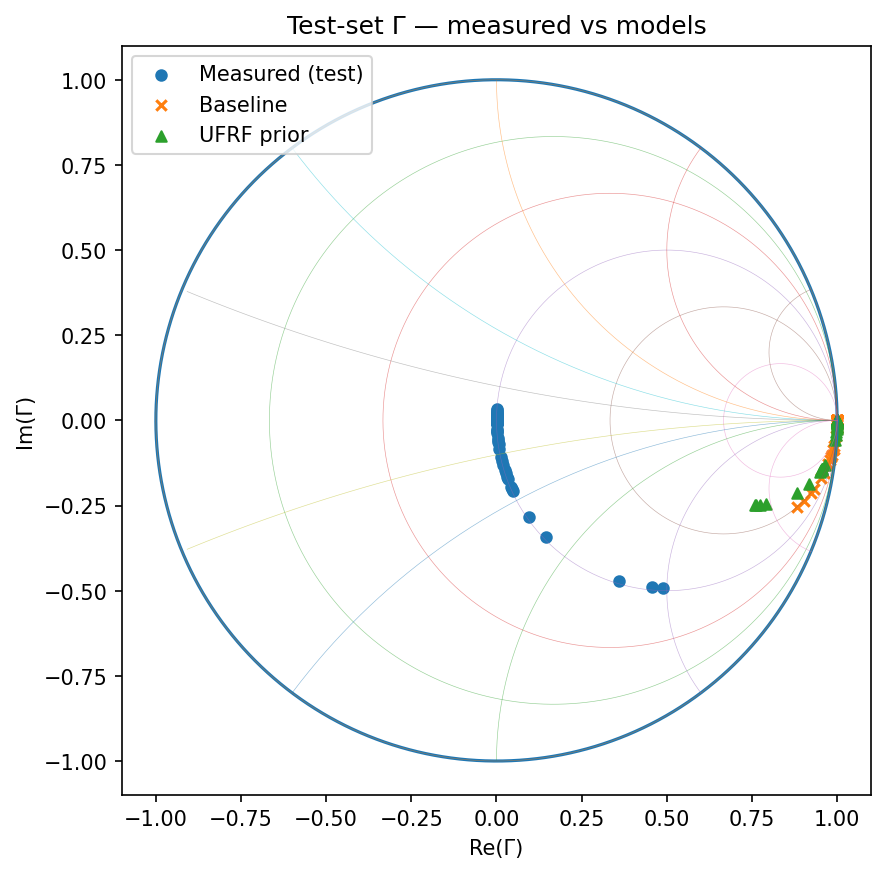 Test-set Γ — measured vs models
Measured (test)
Baseline
UFRF prior
1.00
0.75
0.50
0.25
0.00
−0.25
−0.50
−0.75
−1.00
Im(Γ)
−1.00 −0.75 −0.50 −0.25 0.00 0.25 0.50 0.75 1.00
Re(Γ)